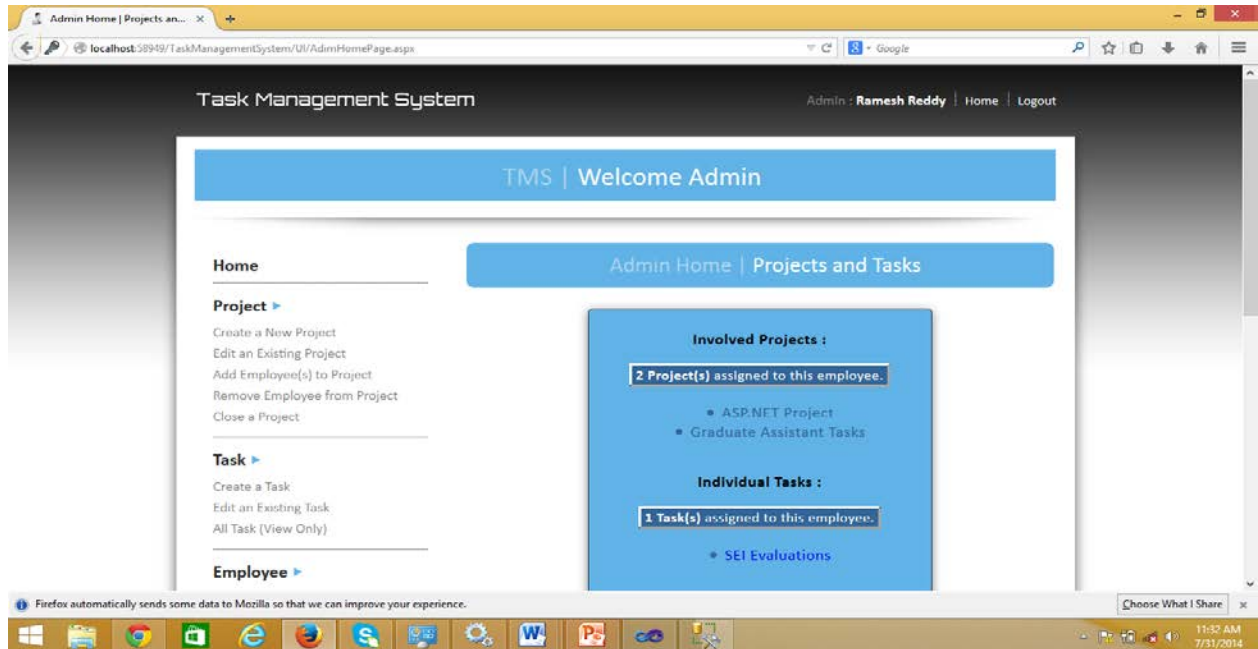 Admin Home | Projects an...
localhost:58949/TaskManagementSystem/UI/AdimHomePage.aspx
Google
Task Management System
Admin : Ramesh Reddy | Home | Logout
TMS | Welcome Admin
Home
Admin Home | Projects and Tasks
Project
Create a New Project
Edit an Existing Project
Add Employee(s) to Project
Remove Employee from Project
Close a Project
Task
Create a Task
Edit an Existing Task
All Task (View Only)
Employee
Involved Projects :
2 Project(s) assigned to this employee.
ASP.NET Project
Graduate Assistant Tasks
Individual Tasks :
1 Task(s) assigned to this employee.
SEI Evaluations
Firefox automatically sends some data to Mozilla so that we can improve your experience.
Choose What I Share
11:32 AM
7/31/2014